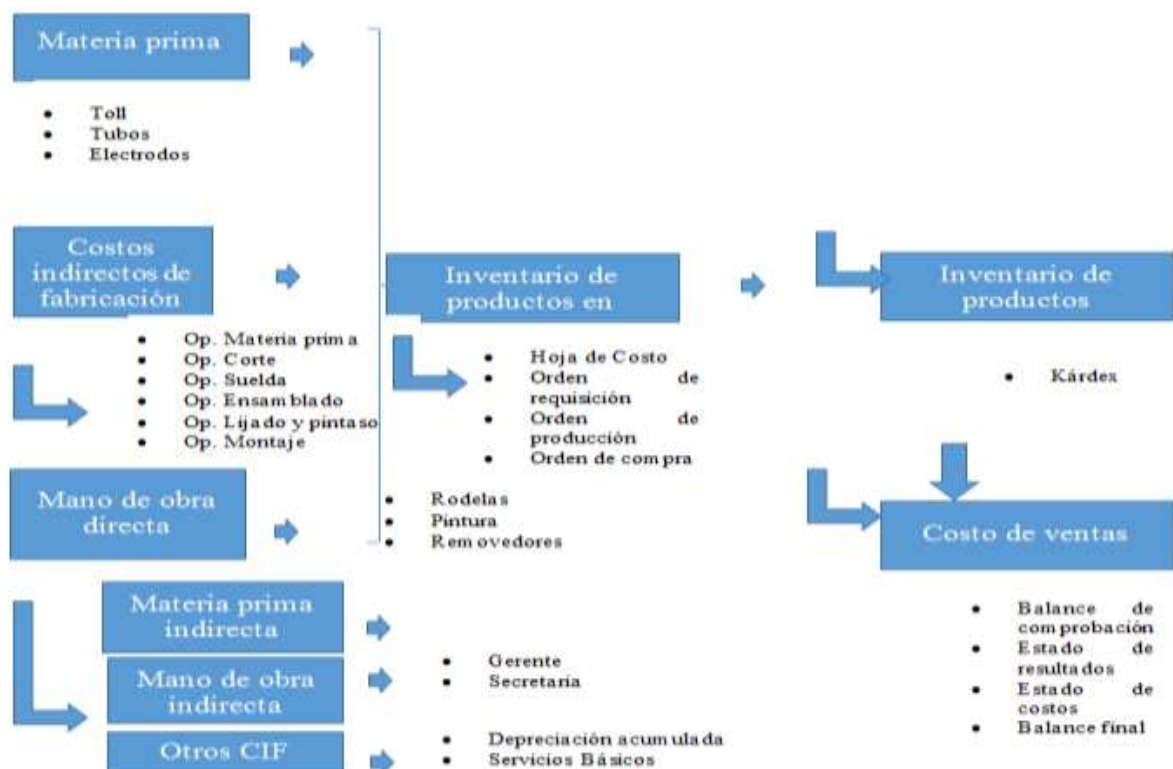 Materia prima
• Toll
• Tubos
• Electrodos
Costos
indirectos de
fabricación
• Op. Materia prima
• Op. Corte
• Op. Suelda
• Op. Ensamblado
• Op. Lijado y pintaso
• Op. Montaje
Mano de obra
directa
Inventario de
productos en
• Hoja de Costo
• Orden de
requisición
• Orden de
producción
• Orden de compra
• Rodelas
• Pintura
• Removedores
Inventario de
productos
• Kárdex
Costo de ventas
• Balance de
comprobación
• Estado de
resultados
• Estado de
costos
• Balance final
Materia prima
indirecta
Mano de obra
indirecta
• Gerente
• Secretaría
Otros CIF
• Depreciación acumulada
• Servicios Básicos